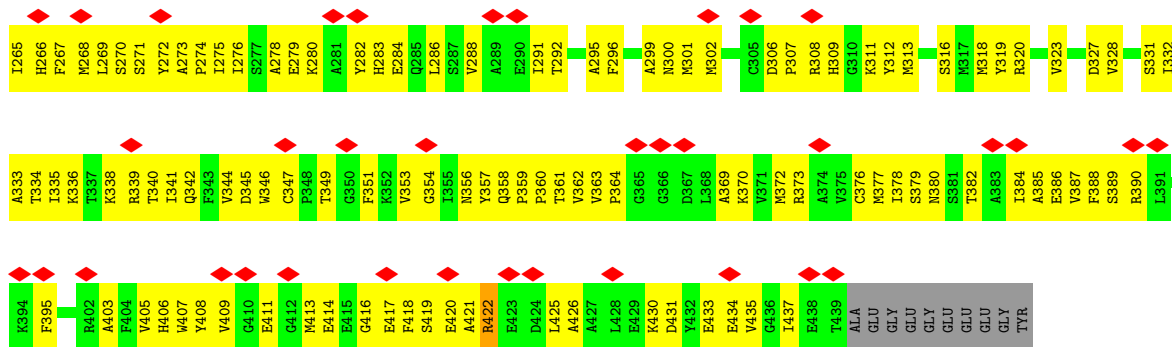 I265 H266 F267 M268 L269 S270 S271 Y272 A273 P274 I275 I276 S277 A278 E279 K280 A281 Y282 H283 E284 Q285 L286 S287 V288 A289 E290 I291 T292 A295 F296 A299 N300 M301 M302 C305 D306 P307 R308 H309 G310 K311 Y312 M313 S316 M317 M318 Y319 R320 V323 D327 V328 S331 I332
A333 T334 I335 K336 T337 K338 R339 T340 I341 Q342 F343 V344 D345 W346 C347 P348 T349 G350 F351 K352 V353 G354 I355 N356 Y357 Q358 P359 P360 T361 V362 V363 P364 G365 G366 D367 L368 A369 K370 V371 M372 R373 A374 V375 C376 M377 I378 S379 N380 S381 T382 A383 I384 A385 E386 V387 F388 S389 R390 L391
K394 F395 R402 A403 F404 V405 H406 W407 Y408 V409 G410 E411 G412 M413 E414 E415 G416 E417 F418 S419 E420 A421 R422 E423 D424 L425 A426 A427 L428 E429 K430 D431 Y432 E433 E434 V435 G436 I437 E438 T439 ALA GLU GLY GLU GLY GLU GLU GLU GLY TYR